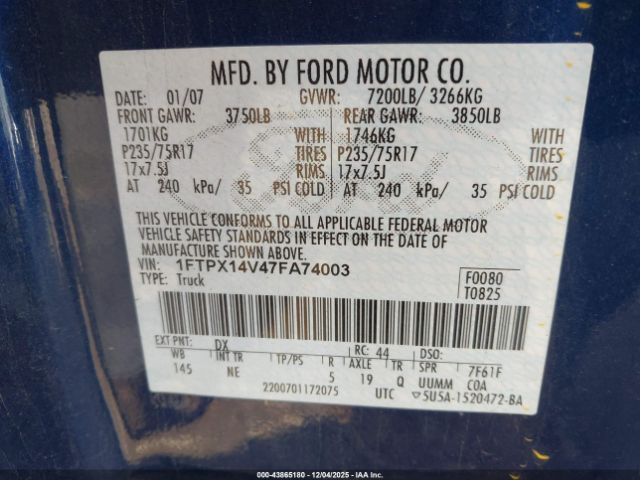 MFD. BY FORD MOTOR CO.
DATE: 01/07 GVWR: 7200LB/ 3266KG
FRONT GAWR: 3750LB REAR GAWR: 3850LB
1701KG WITH 1746KG WITH
P235/75R17 TIRES P235/75R17 TIRES
17x7.5J RIMS 17x7.5J RIMS
AT 240 kPa/ 35 PSI COLD AT 240 kPa/ 35 PSI COLD
THIS VEHICLE CONFORMS TO ALL APPLICABLE FEDERAL MOTOR
VEHICLE SAFETY STANDARDS IN EFFECT ON THE DATE OF
MANUFACTURE SHOWN ABOVE.
VIN: 1FTPX14V47FA74003
TYPE: Truck
F0080
T0825
EXT PNT: DX RC: 44 DSO:
WB INT TR TP/PS R AXLE TR SPR 7F61F
145 NE 5 19 Q UUMM COA
2200701172075 UTC ▽5U5A-1520472-BA
000-43865180 - 12/04/2025 - IAA Inc.